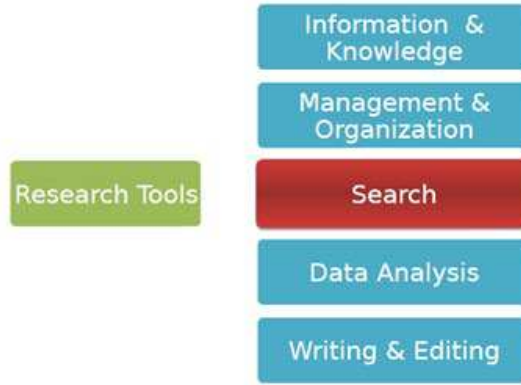 Information &
Knowledge
Management &
Organization
Research Tools
Search
Data Analysis
Writing & Editing